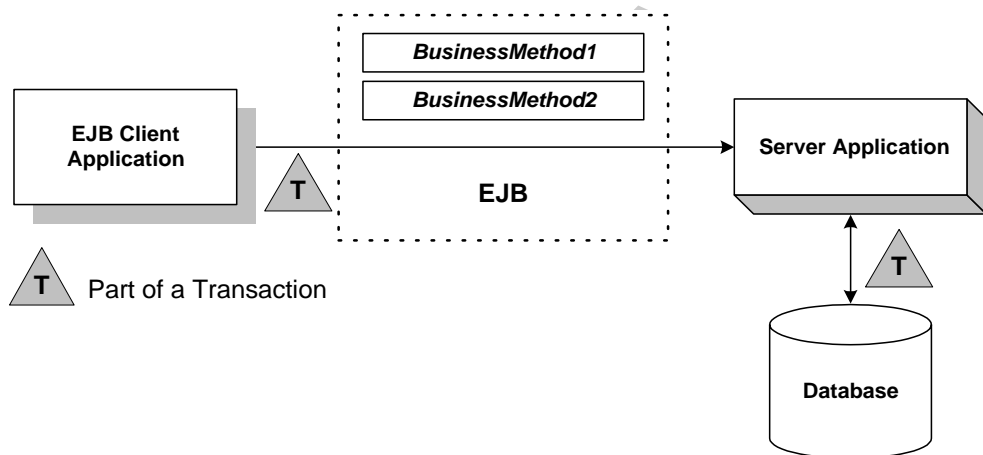 BusinessMethod1
BusinessMethod2
EJB Client
Application
Server Application
T
EJB
T
T
Part of a Transaction
Database